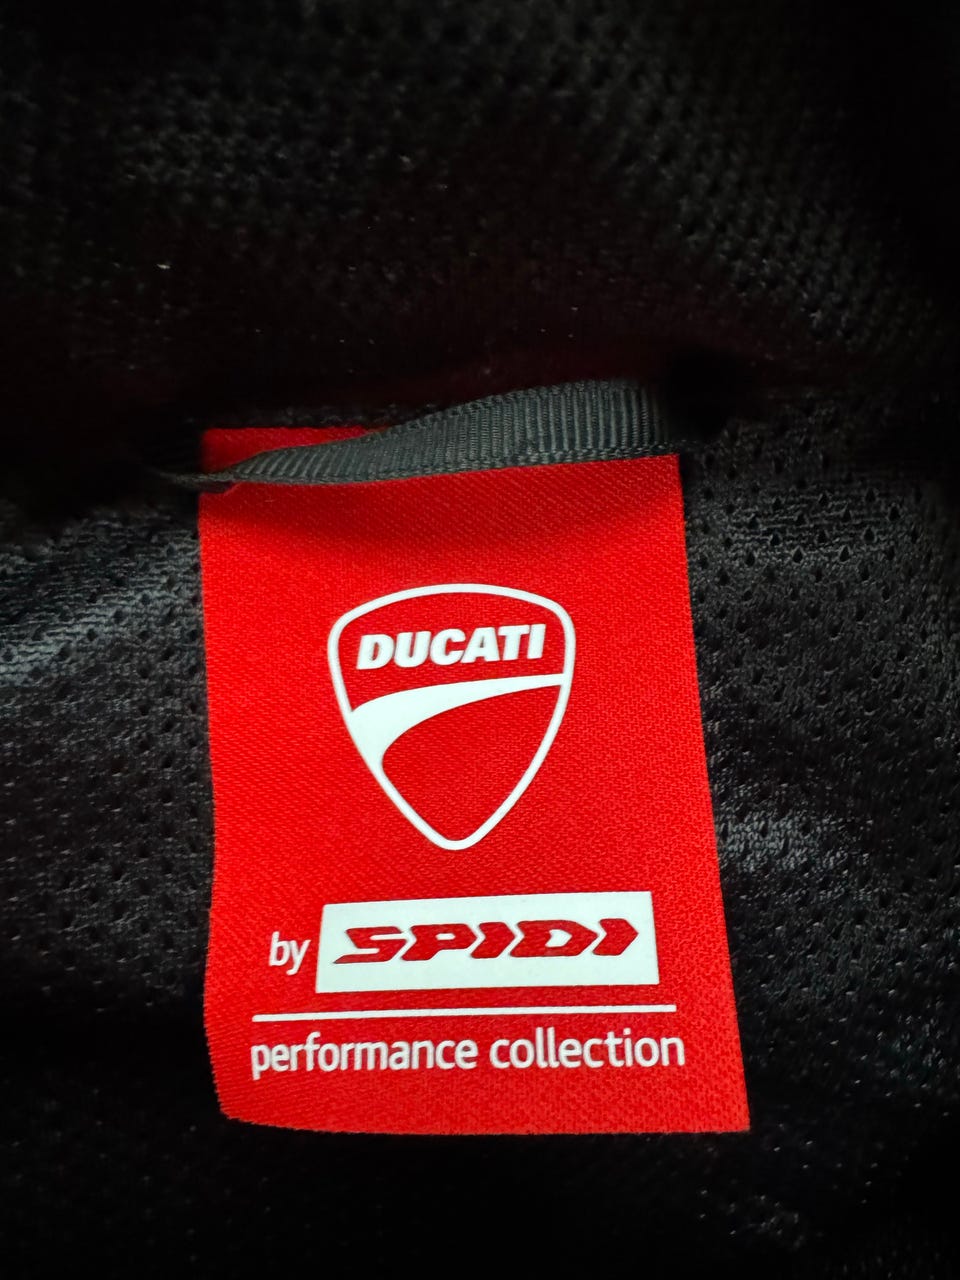 DUCATI
by SPIDI
performance collection